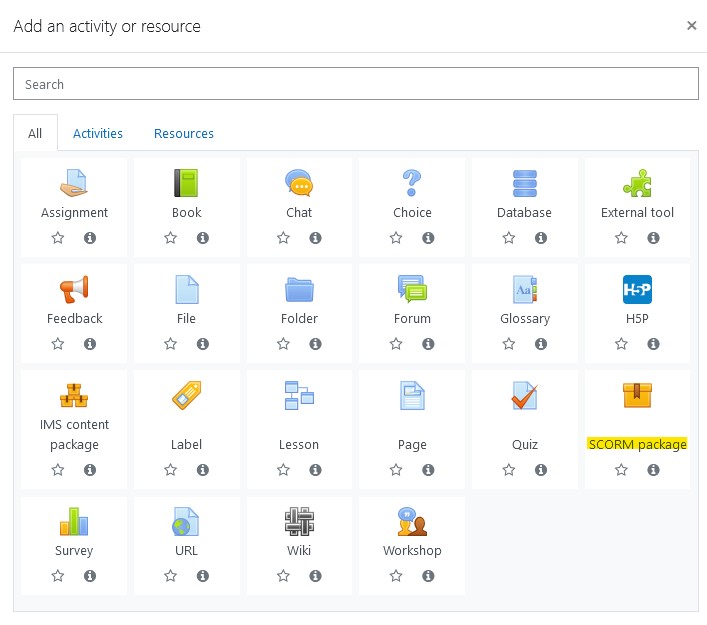 Add an activity or resource
Search
All Activities Resources
Assignment Book Chat Choice Database External tool
Aa H5P
Feedback File Folder Forum Glossary H5P
IMS content
package Label Lesson Page Quiz SCORM package
Survey URL Wiki Workshop